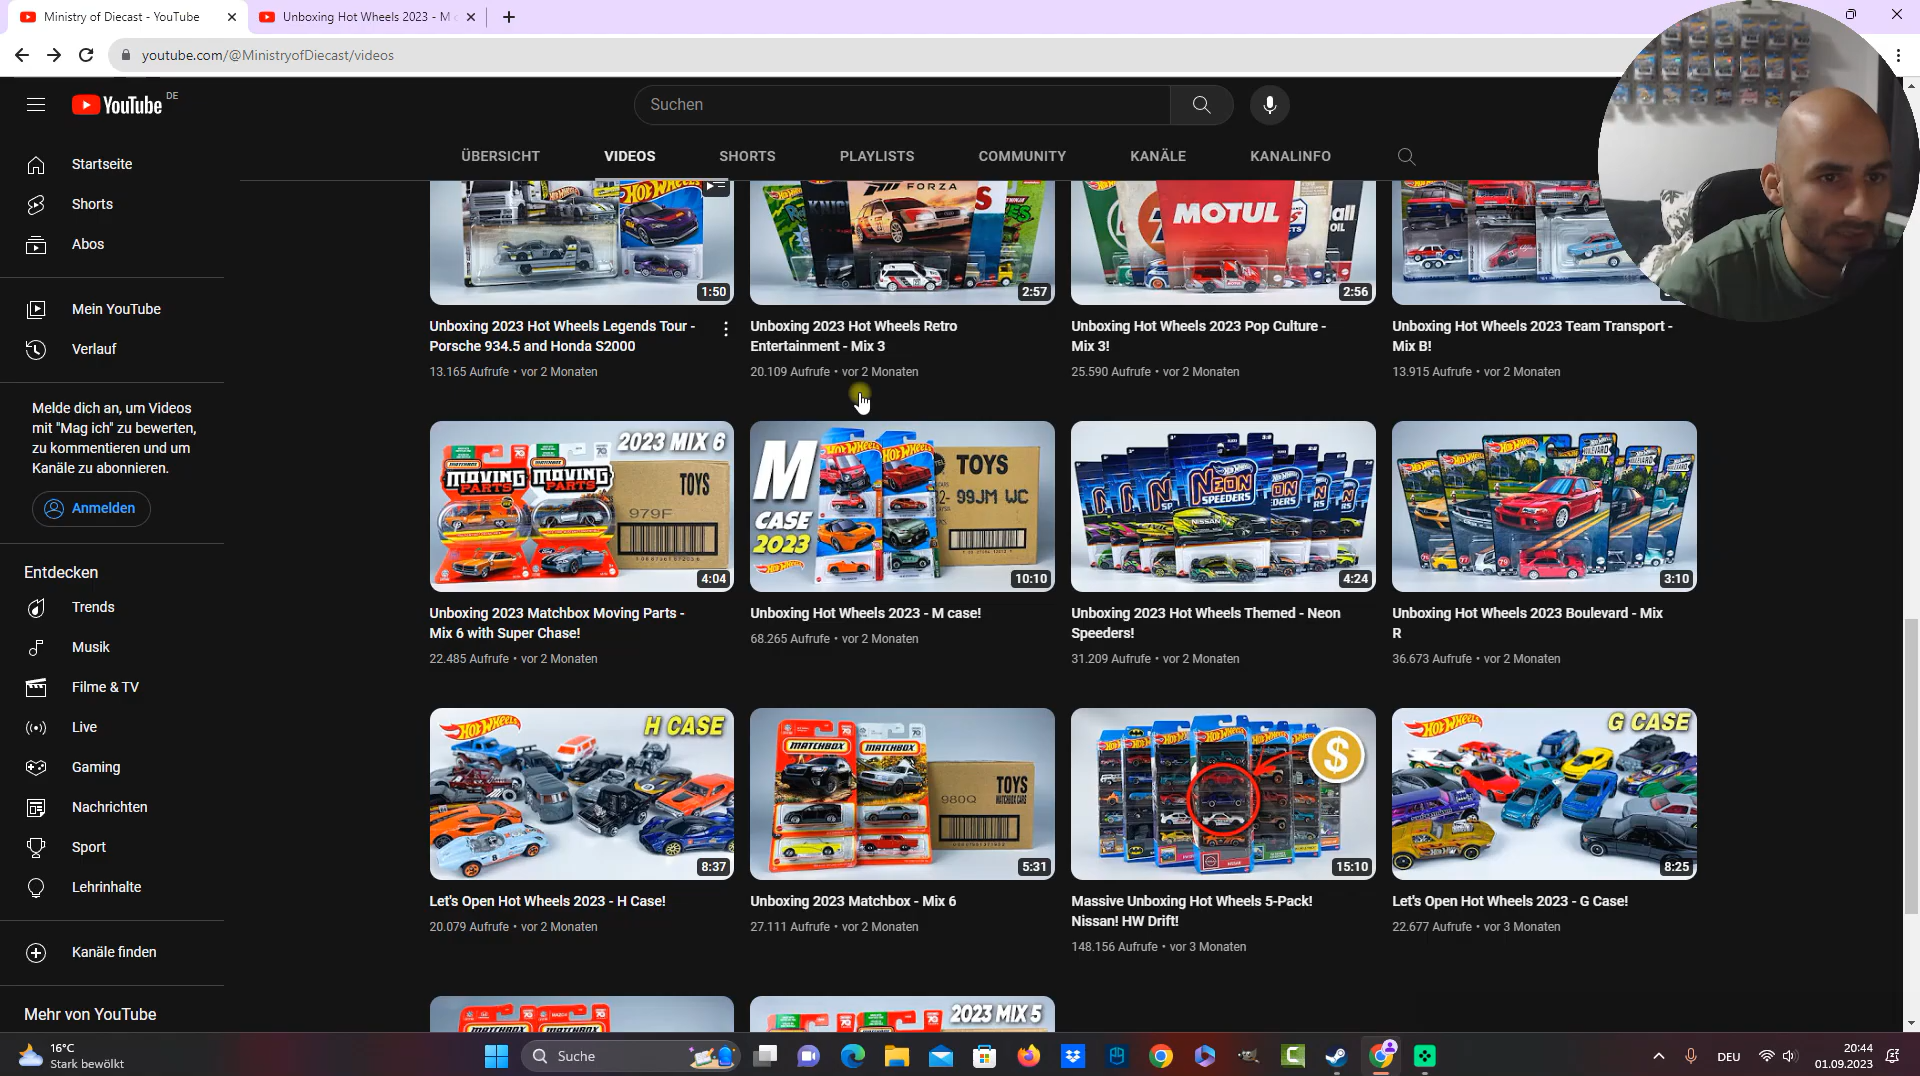 Ministry of Diecast - YouTube
Unboxing Hot Wheels 2023 - M
youtube.com/@MinistryofDiecast/videos
YouTube DE
Suchen
ÜBERSICHT
VIDEOS
SHORTS
PLAYLISTS
COMMUNITY
KANÄLE
KANALINFO
Startseite
Shorts
Abos
Mein YouTube
Verlauf
Melde dich an, um Videos
mit "Mag ich" zu bewerten,
zu kommentieren und um
Kanäle zu abonnieren.
Anmelden
Entdecken
Trends
Musik
Filme & TV
Live
Gaming
Nachrichten
Sport
Lehrinhalte
Kanäle finden
Mehr von YouTube
1:50
Unboxing 2023 Hot Wheels Legends Tour -
Porsche 934.5 and Honda S2000
13.165 Aufrufe • vor 2 Monaten
FORZA
2:57
Unboxing 2023 Hot Wheels Retro
Entertainment - Mix 3
20.109 Aufrufe • vor 2 Monaten
MOTUL
OIL
2:56
Unboxing Hot Wheels 2023 Pop Culture -
Mix 3!
25.590 Aufrufe • vor 2 Monaten
Unboxing Hot Wheels 2023 Team Transport -
Mix B!
13.915 Aufrufe • vor 2 Monaten
2023 MIX 6
MOVING
PARTS
MOVING
PARTS
TOYS
979F
4:04
Unboxing 2023 Matchbox Moving Parts -
Mix 6 with Super Chase!
22.485 Aufrufe • vor 2 Monaten
M
CASE
2023
Hot Wheels
TOYS
99JM WC
10:10
Unboxing Hot Wheels 2023 - M case!
68.265 Aufrufe • vor 2 Monaten
NEON
SPEEDERS
NISSAN
4:24
Unboxing 2023 Hot Wheels Themed - Neon
Speeders!
31.209 Aufrufe • vor 2 Monaten
BOULEVARD
3:10
Unboxing Hot Wheels 2023 Boulevard - Mix
R
36.673 Aufrufe • vor 2 Monaten
Hot Wheels
H CASE
8:37
Let's Open Hot Wheels 2023 - H Case!
20.079 Aufrufe • vor 2 Monaten
MATCHBOX
MATCHBOX
980Q
TOYS
5:31
Unboxing 2023 Matchbox - Mix 6
27.111 Aufrufe • vor 2 Monaten
$
15:10
Massive Unboxing Hot Wheels 5-Pack!
Nissan! HW Drift!
148.156 Aufrufe • vor 3 Monaten
Hot Wheels
G CASE
8:25
Let's Open Hot Wheels 2023 - G Case!
22.677 Aufrufe • vor 3 Monaten
2023 MIX 5
16°C
Stark bewölkt
Suche
DEU
20:44
01.09.2023